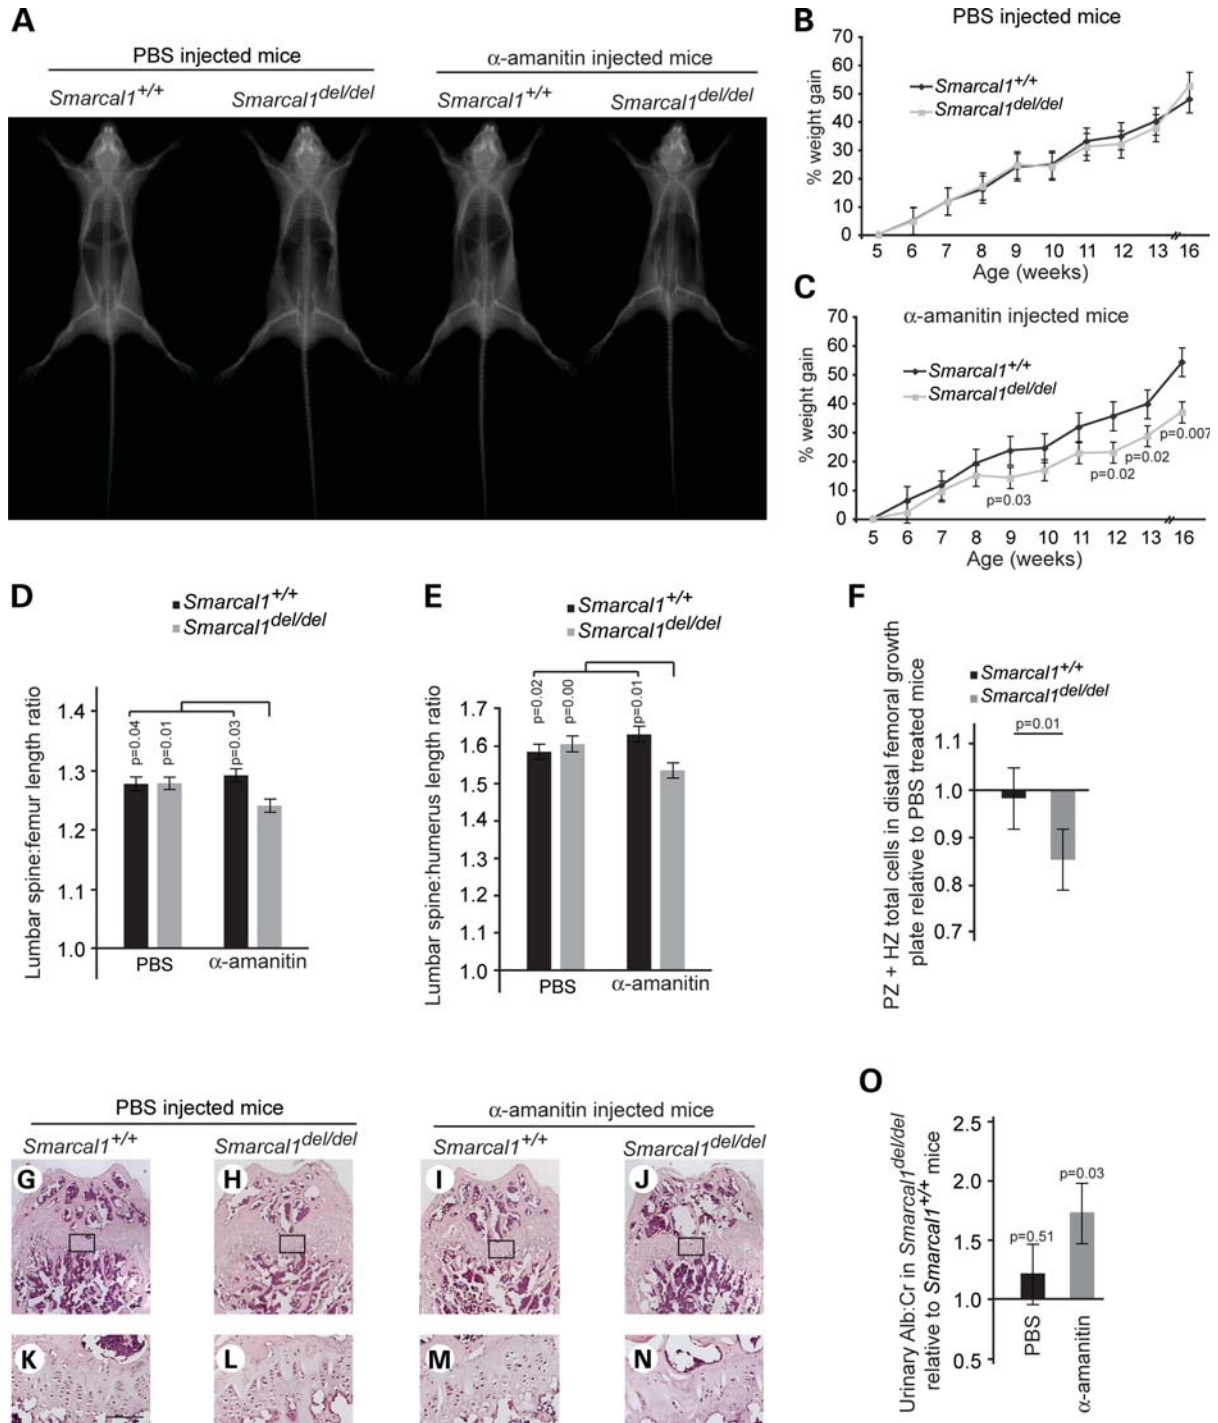 A
PBS injected mice
α-amanitin injected mice
Smarcal1+/+
Smarcal1del/del
Smarcal1+/+
Smarcal1del/del
B
PBS injected mice
% weight gain
70
60
50
40
30
20
10
0
Smarcal1+/+
Smarcal1del/del
5 6 7 8 9 10 11 12 13 16
Age (weeks)
C
α-amanitin injected mice
% weight gain
70
60
50
40
30
20
10
0
Smarcal1+/+
Smarcal1del/del
p=0.03
p=0.02
p=0.02
p=0.007
5 6 7 8 9 10 11 12 13 16
Age (weeks)
D
Smarcal1+/+
Smarcal1del/del
Lumbar spine:femur length ratio
1.4
1.3
1.2
1.1
1.0
p=0.04
p=0.01
p=0.03
PBS
α-amanitin
E
Smarcal1+/+
Smarcal1del/del
Lumbar spine:humerus length ratio
1.7
1.6
1.5
1.4
1.3
1.2
1.1
1.0
p=0.02
p=0.00
p=0.01
PBS
α-amanitin
F
Smarcal1+/+
Smarcal1del/del
PZ + HZ total cells in distal femoral growth
plate relative to PBS treated mice
p=0.01
1.1
1.0
0.9
0.8
0.7
PBS injected mice
α-amanitin injected mice
Smarcal1+/+
Smarcal1del/del
Smarcal1+/+
Smarcal1del/del
G
H
I
J
K
L
M
N
O
Urinary Alb:Cr in Smarcal1del/del
relative to Smarcal1+/+ mice
2.5
2.0
1.5
1.0
0.5
p=0.51
p=0.03
PBS
α-amanitin